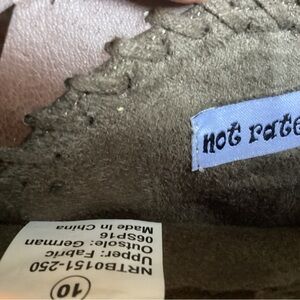 not rate
NRTB0151-250
Upper: Fabric
Outsole: German
06SP16
Made in China
10